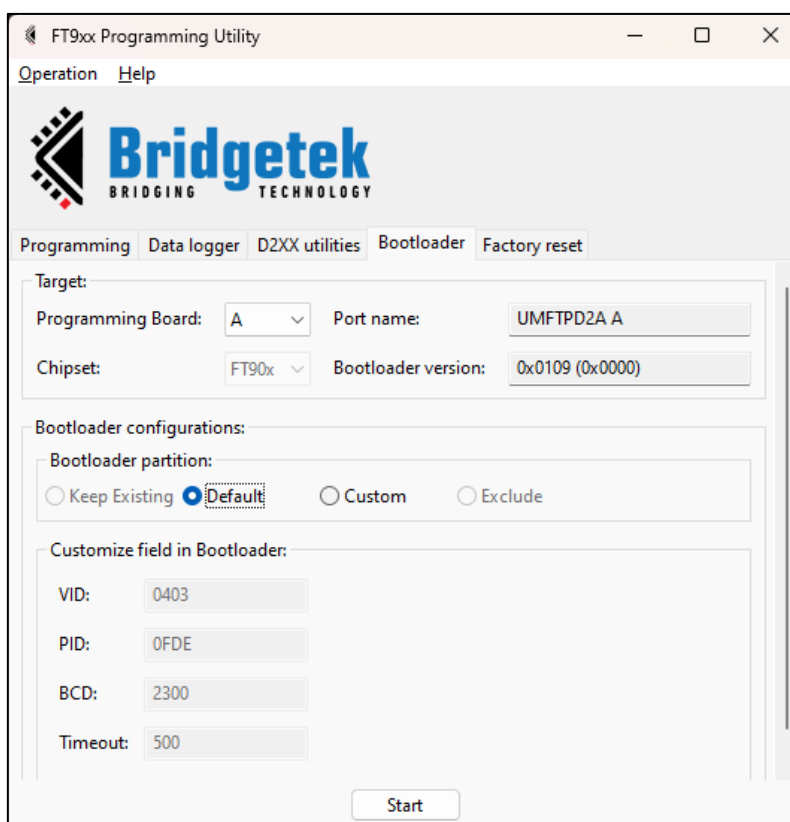 FT9xx Programming Utility
Operation Help
Bridgetek
BRIDGING TECHNOLOGY
Programming Data logger D2XX utilities Bootloader Factory reset
Target:
Programming Board: A Port name: UMFTPD2A A
Chipset: FT90x Bootloader version: 0x0109 (0x0000)
Bootloader configurations:
Bootloader partition:
Keep Existing Default Custom Exclude
Customize field in Bootloader:
VID: 0403
PID: 0FDE
BCD: 2300
Timeout: 500
Start